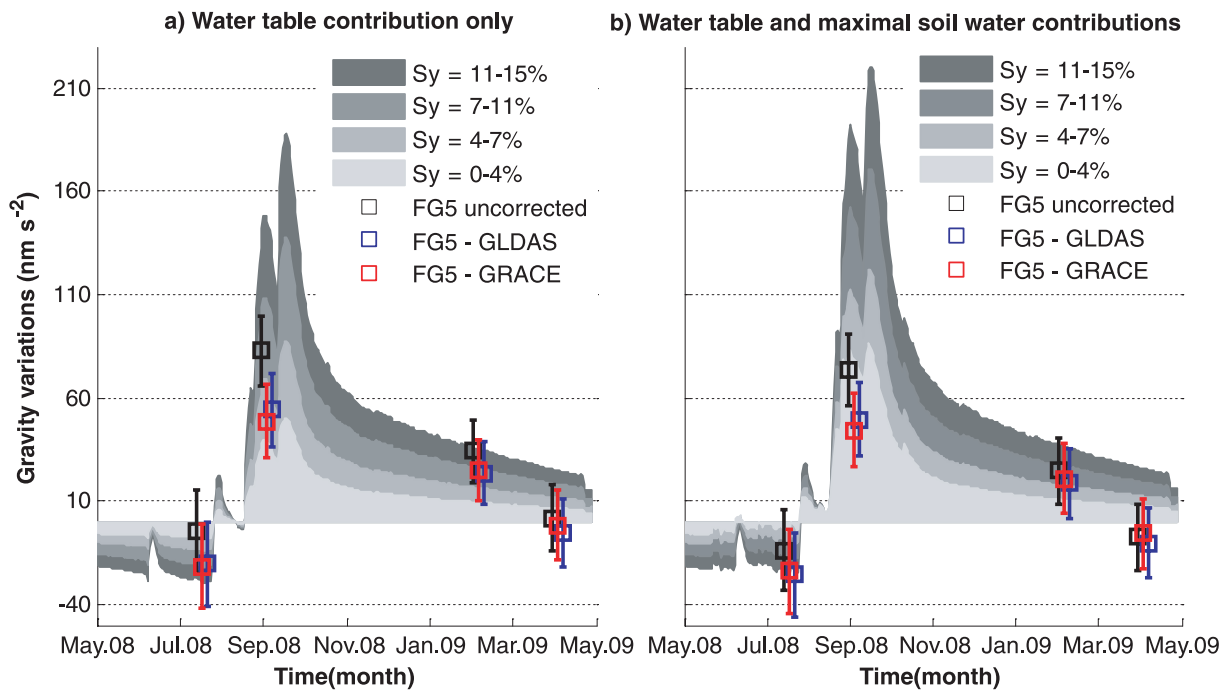 a) Water table contribution only
b) Water table and maximal soil water contributions
Gravity variations (nm s⁻²)
210
160
110
60
10
-40
Sy = 11-15%
Sy = 7-11%
Sy = 4-7%
Sy = 0-4%
FG5 uncorrected
FG5 - GLDAS
FG5 - GRACE
May.08 Jul.08 Sep.08 Nov.08 Jan.09 Mar.09 May.09
Time(month)
Sy = 11-15%
Sy = 7-11%
Sy = 4-7%
Sy = 0-4%
FG5 uncorrected
FG5 - GLDAS
FG5 - GRACE
May.08 Jul.08 Sep.08 Nov.08 Jan.09 Mar.09 May.09
Time(month)